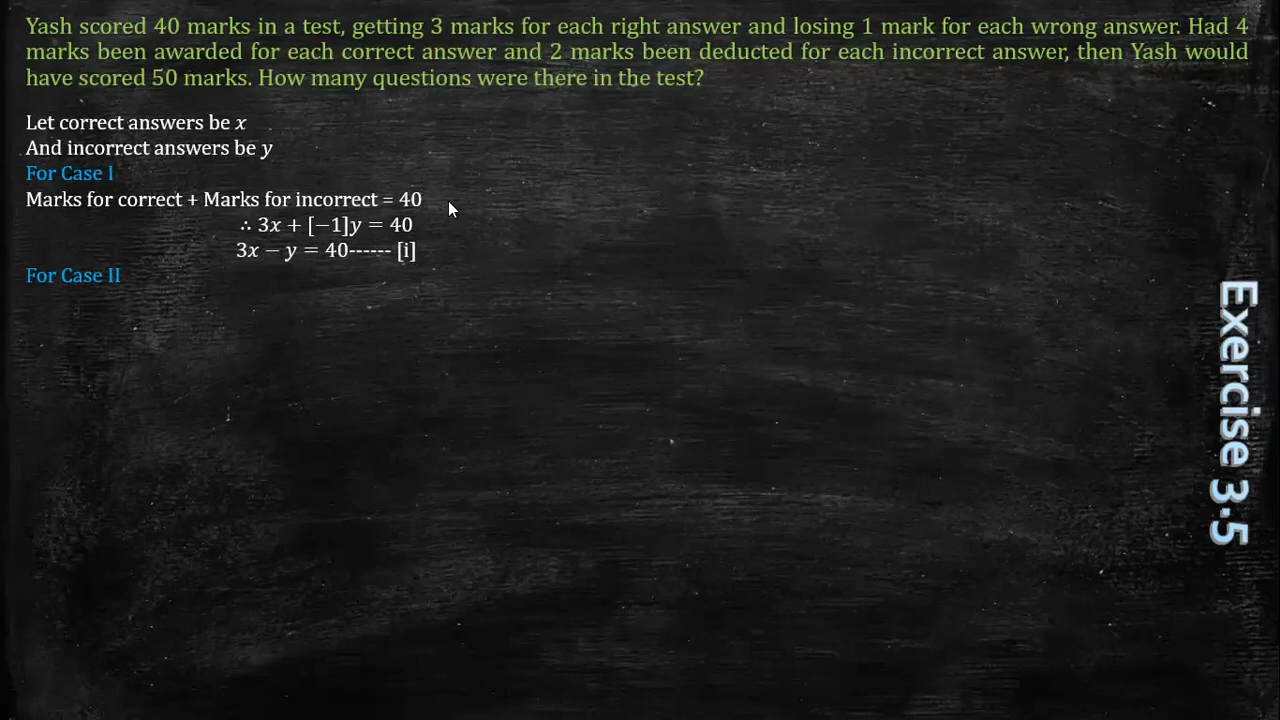 Yash scored 40 marks in a test, getting 3 marks for each right answer and losing 1 mark for each wrong answer. Had 4
marks been awarded for each correct answer and 2 marks been deducted for each incorrect answer, then Yash would
have scored 50 marks. How many questions were there in the test?
Let correct answers be x
And incorrect answers be y
For Case I
Marks for correct + Marks for incorrect = 40
∴ 3x + [−1]y = 40
3x − y = 40------ [i]
For Case II
Exercise 3.5